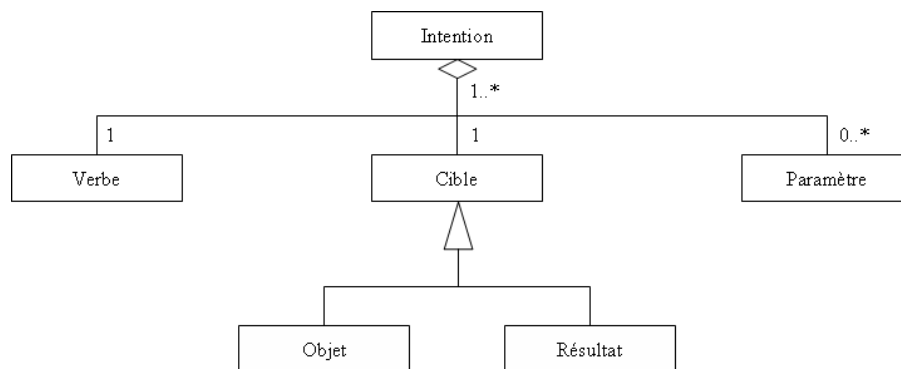 Intention
1..*
1
1
0..*
Verbe
Cible
Paramètre
Objet
Résultat